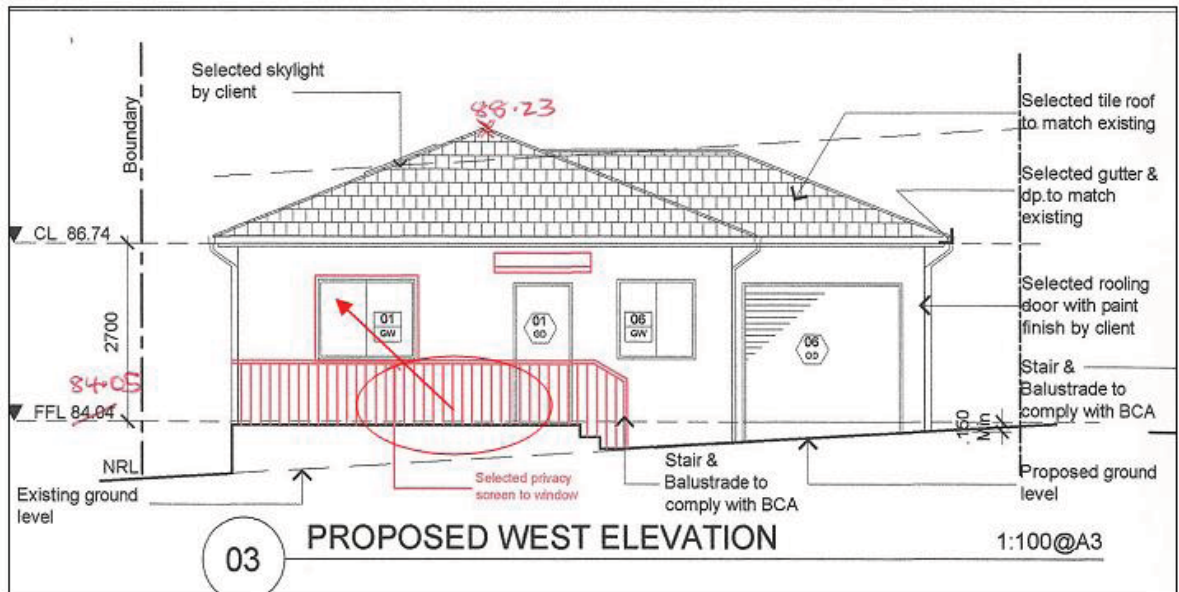 Selected skylight
by client
88.23
Boundary
Selected tile roof
to match existing
Selected gutter &
dp.to match
existing
CL 86.74
2700
01
GW
01
GD
06
GW
06
OD
Selected rooling
door with paint
finish by client
84.05
FFL 84.04
Stair &
Balustrade to
comply with BCA
.150
Min
NRL
Existing ground
level
Selected privacy
screen to window
Stair &
Balustrade to
comply with BCA
Proposed ground
level
03
PROPOSED WEST ELEVATION
1:100@A3